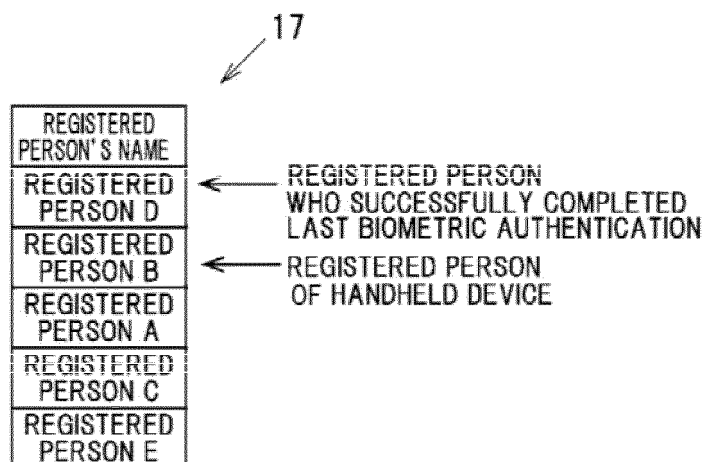 17
REGISTERED
PERSON'S NAME
REGISTERED
PERSON D
REGISTERED PERSON
WHO SUCCESSFULLY COMPLETED
LAST BIOMETRIC AUTHENTICATION
REGISTERED
PERSON B
REGISTERED PERSON
OF HANDHELD DEVICE
REGISTERED
PERSON A
REGISTERED
PERSON C
REGISTERED
PERSON E